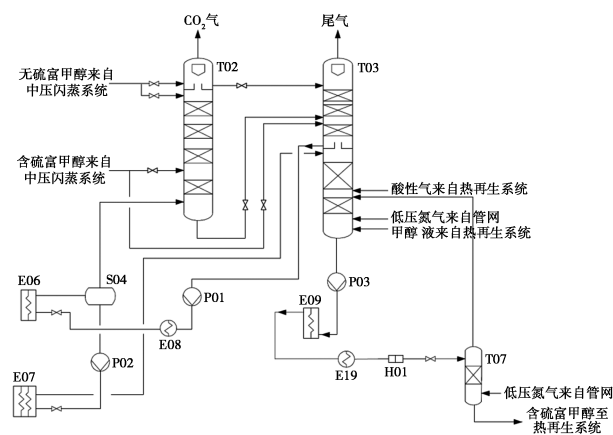 CO₂气
尾气
T02
T03
无硫富甲醇来自
中压闪蒸系统
含硫富甲醇来自
中压闪蒸系统
酸性气来自热再生系统
低压氮气来自管网
甲醇 液来自热再生系统
E06
S04
P01
P03
E09
E08
P02
E07
E19
H01
T07
低压氮气来自管网
含硫富甲醇至
热再生系统